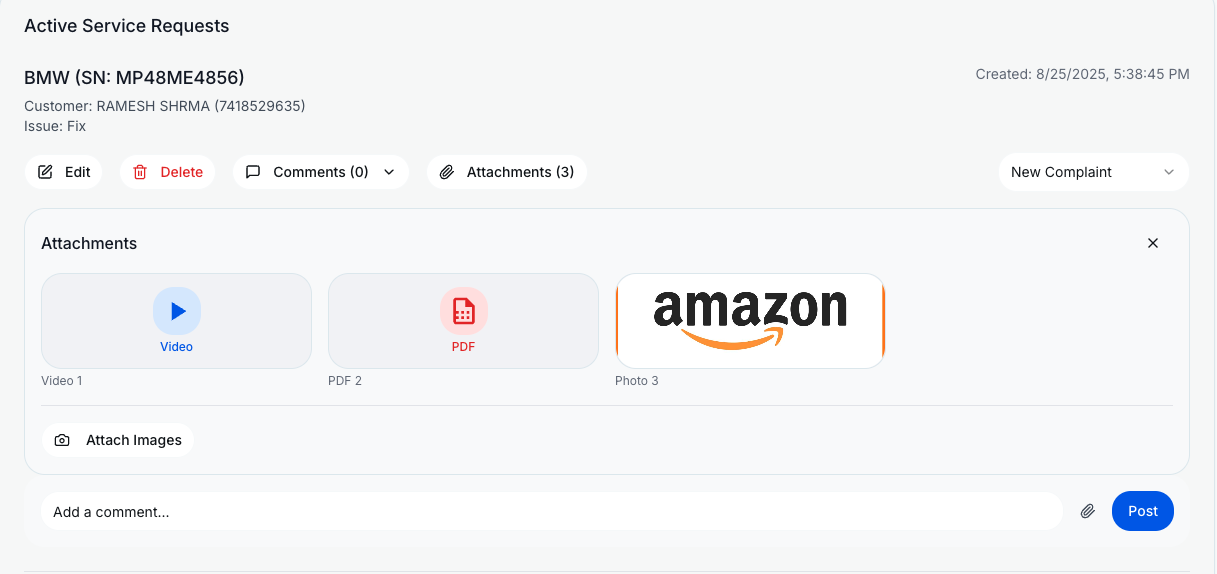 Active Service Requests
BMW (SN: MP48ME4856)
Created: 8/25/2025, 5:38:45 PM
Customer: RAMESH SHRMA (7418529635)
Issue: Fix
Edit
Delete
Comments (0)
Attachments (3)
New Complaint
Attachments
Video
PDF
amazon
Video 1
PDF 2
Photo 3
Attach Images
Add a comment...
Post